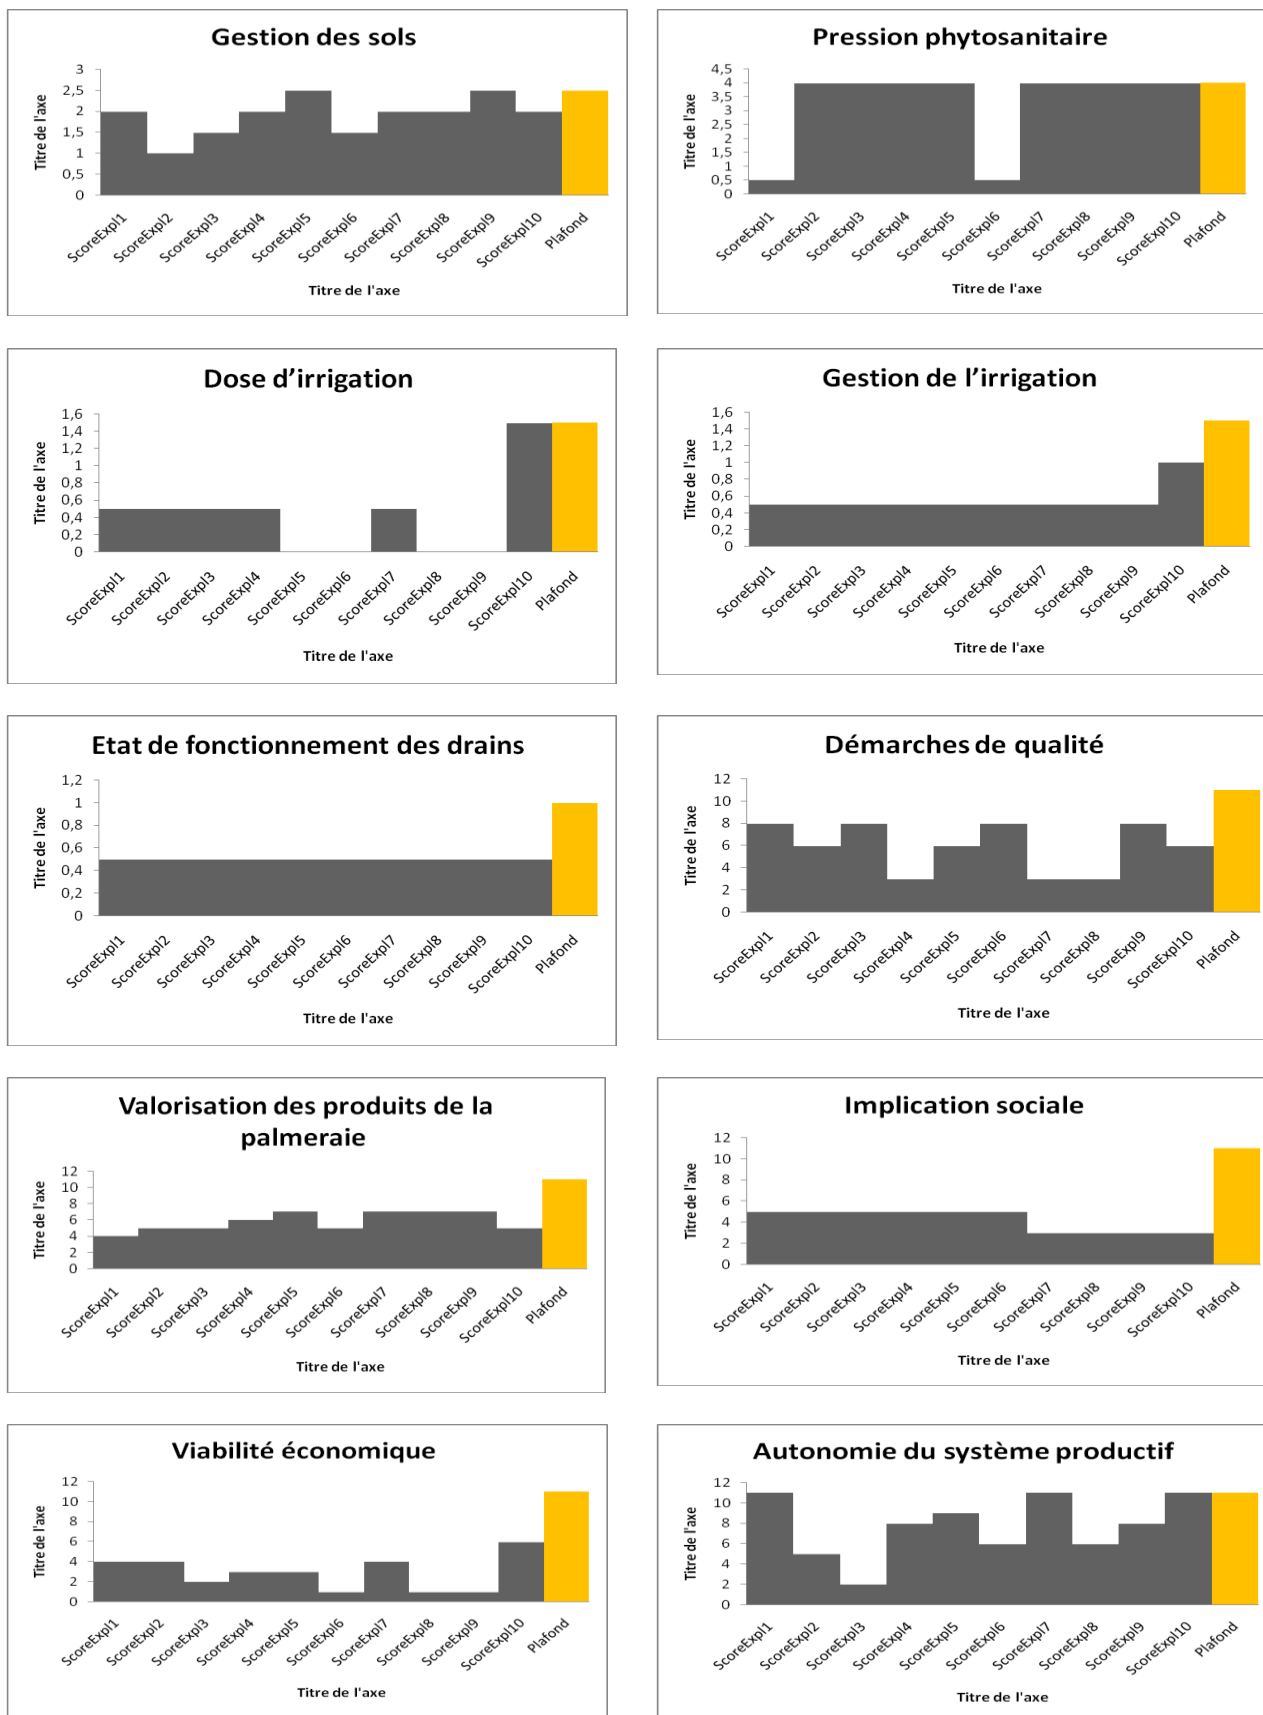 Gestion des sols
Titre de l'axe
3
2,5
2
1,5
1
0,5
0
ScoreExpl1
ScoreExpl2
ScoreExpl3
ScoreExpl4
ScoreExpl5
ScoreExpl6
ScoreExpl7
ScoreExpl8
ScoreExpl9
ScoreExpl10
Plafond
Titre de l'axe
Pression phytosanitaire
Titre de l'axe
4,5
4
3,5
3
2,5
2
1,5
1
0,5
0
ScoreExpl1
ScoreExpl2
ScoreExpl3
ScoreExpl4
ScoreExpl5
ScoreExpl6
ScoreExpl7
ScoreExpl8
ScoreExpl9
ScoreExpl10
Plafond
Titre de l'axe
Dose d’irrigation
Titre de l'axe
1,6
1,4
1,2
1
0,8
0,6
0,4
0,2
0
ScoreExpl1
ScoreExpl2
ScoreExpl3
ScoreExpl4
ScoreExpl5
ScoreExpl6
ScoreExpl7
ScoreExpl8
ScoreExpl9
ScoreExpl10
Plafond
Titre de l'axe
Gestion de l’irrigation
Titre de l'axe
1,6
1,4
1,2
1
0,8
0,6
0,4
0,2
0
ScoreExpl1
ScoreExpl2
ScoreExpl3
ScoreExpl4
ScoreExpl5
ScoreExpl6
ScoreExpl7
ScoreExpl8
ScoreExpl9
ScoreExpl10
Plafond
Titre de l'axe
Etat de fonctionnement des drains
Titre de l'axe
1,2
1
0,8
0,6
0,4
0,2
0
ScoreExpl1
ScoreExpl2
ScoreExpl3
ScoreExpl4
ScoreExpl5
ScoreExpl6
ScoreExpl7
ScoreExpl8
ScoreExpl9
ScoreExpl10
Plafond
Titre de l'axe
Démarches de qualité
Titre de l'axe
12
10
8
6
4
2
0
ScoreExpl1
ScoreExpl2
ScoreExpl3
ScoreExpl4
ScoreExpl5
ScoreExpl6
ScoreExpl7
ScoreExpl8
ScoreExpl9
ScoreExpl10
Plafond
Titre de l'axe
Valorisation des produits de la
palmeraie
Titre de l'axe
12
10
8
6
4
2
0
ScoreExpl1
ScoreExpl2
ScoreExpl3
ScoreExpl4
ScoreExpl5
ScoreExpl6
ScoreExpl7
ScoreExpl8
ScoreExpl9
ScoreExpl10
Plafond
Titre de l'axe
Implication sociale
Titre de l'axe
12
10
8
6
4
2
0
ScoreExpl1
ScoreExpl2
ScoreExpl3
ScoreExpl4
ScoreExpl5
ScoreExpl6
ScoreExpl7
ScoreExpl8
ScoreExpl9
ScoreExpl10
Plafond
Titre de l'axe
Viabilité économique
Titre de l'axe
12
10
8
6
4
2
0
ScoreExpl1
ScoreExpl2
ScoreExpl3
ScoreExpl4
ScoreExpl5
ScoreExpl6
ScoreExpl7
ScoreExpl8
ScoreExpl9
ScoreExpl10
Plafond
Titre de l'axe
Autonomie du système productif
Titre de l'axe
12
10
8
6
4
2
0
ScoreExpl1
ScoreExpl2
ScoreExpl3
ScoreExpl4
ScoreExpl5
ScoreExpl6
ScoreExpl7
ScoreExpl8
ScoreExpl9
ScoreExpl10
Plafond
Titre de l'axe